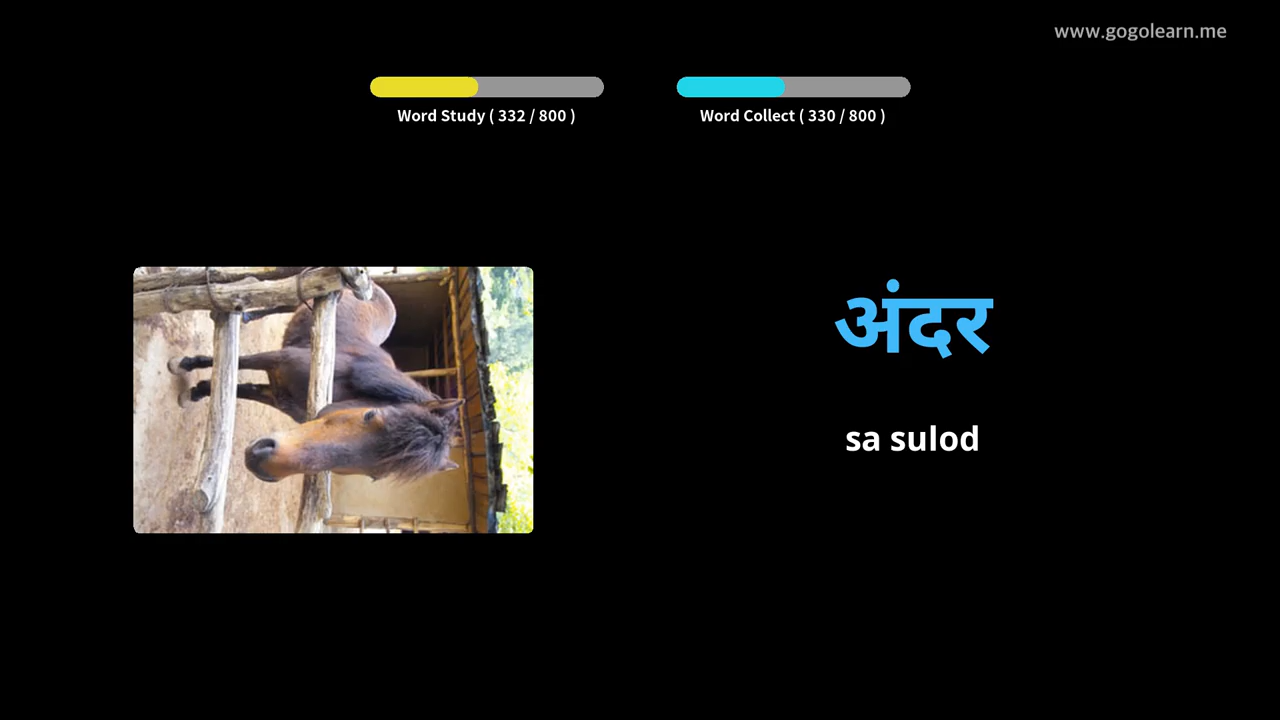 www.gogolearn.me
Word Study ( 332 / 800 )
Word Collect ( 330 / 800 )
अंदर
sa sulod